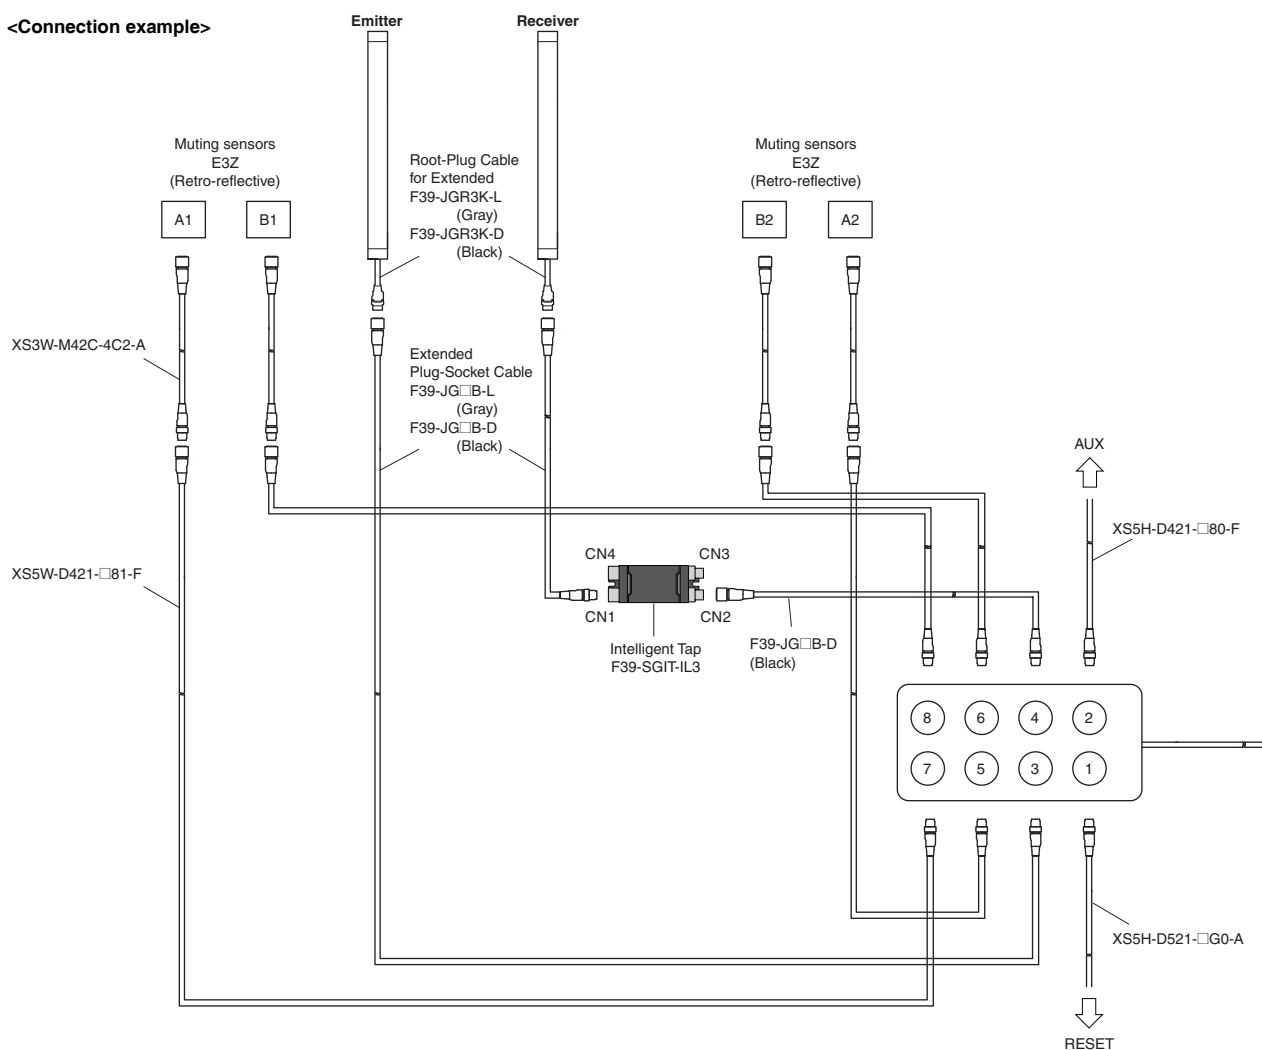 <Connection example>
Emitter
Receiver
Muting sensors
E3Z
(Retro-reflective)
A1
B1
Root-Plug Cable
for Extended
F39-JGR3K-L
(Gray)
F39-JGR3K-D
(Black)
Muting sensors
E3Z
(Retro-reflective)
B2
A2
XS3W-M42C-4C2-A
Extended
Plug-Socket Cable
F39-JG□B-L
(Gray)
F39-JG□B-D
(Black)
AUX
XS5H-D421-□80-F
XS5W-D421-□81-F
CN4
CN3
CN1
CN2
Intelligent Tap
F39-SGIT-IL3
F39-JG□B-D
(Black)
8 6 4 2
7 5 3 1
XS5H-D521-□G0-A
RESET